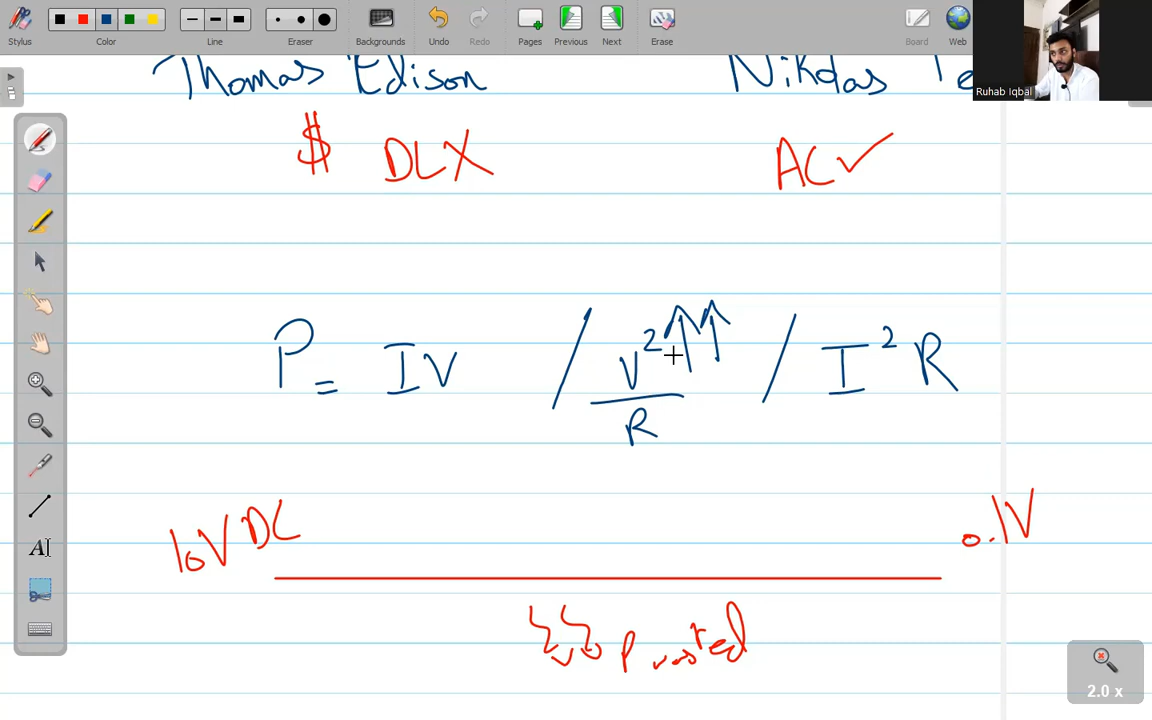 Stylus Color Line Eraser Backgrounds Undo Redo Pages Previous Next Erase Board Web
Ruhab Iqbal
Thomas Edison Nikolas Te
$ DC X AC ✓
P = IV / V²↑↑ / I² R
R
10V DC 0.1V
P wasted
2.0 x